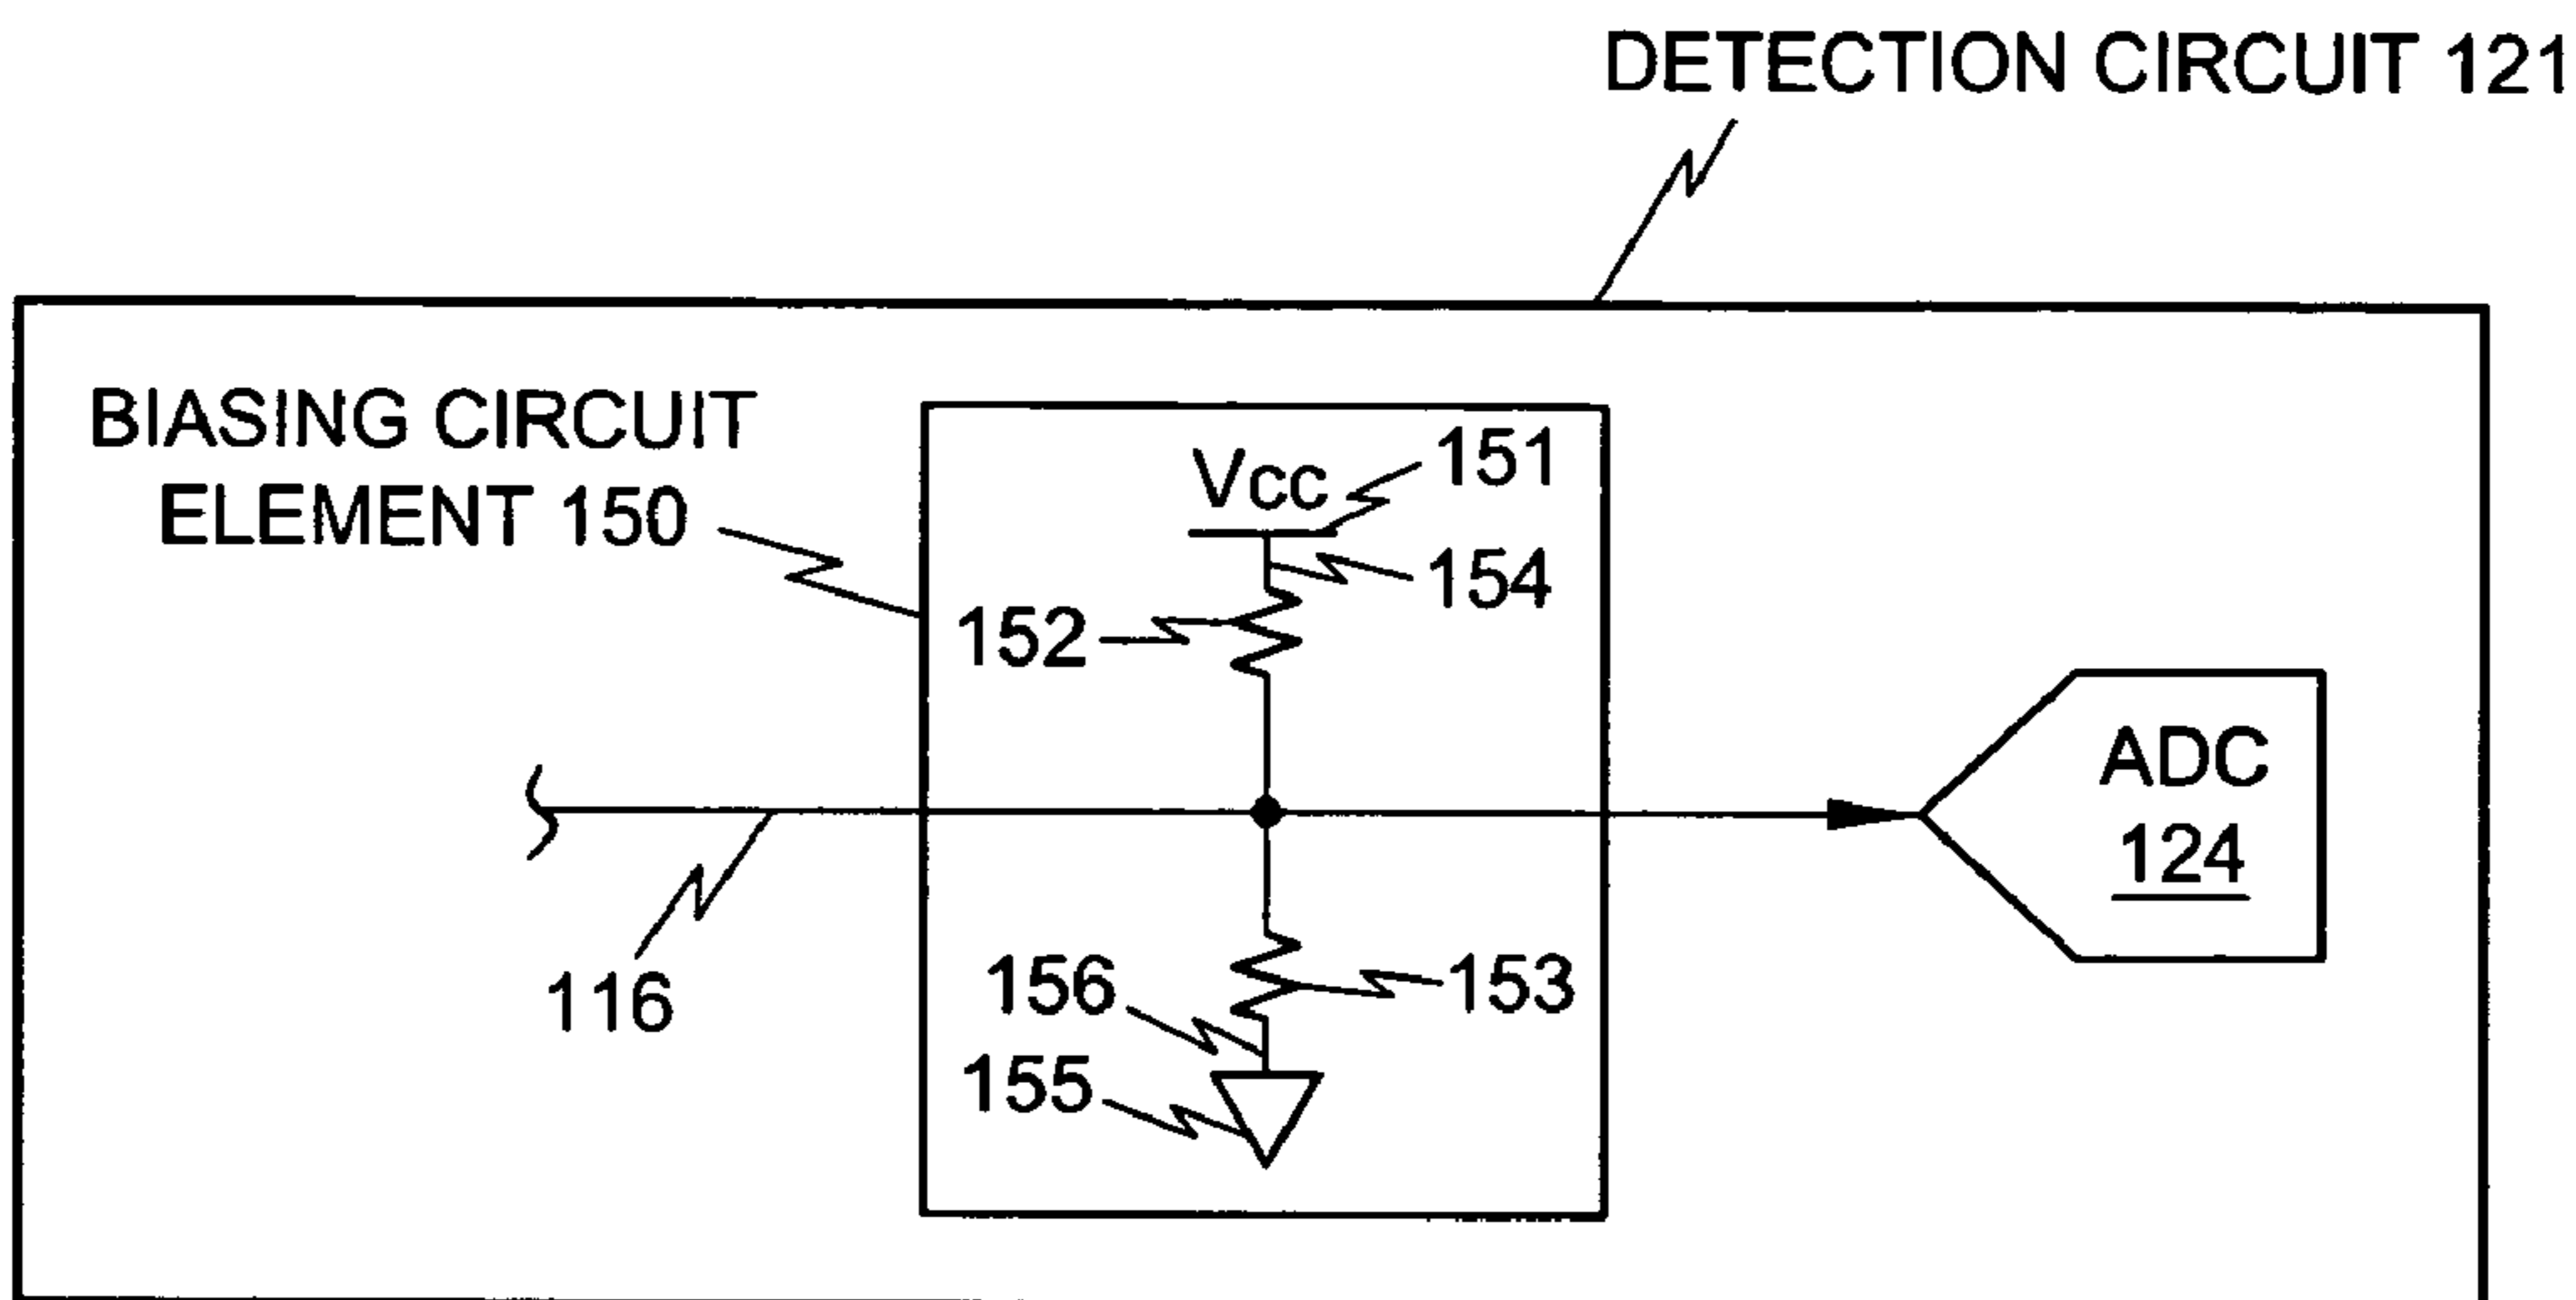 DETECTION CIRCUIT 121
BIASING CIRCUIT
ELEMENT 150
Vcc
151
154
152
ADC
124
116
156
153
155